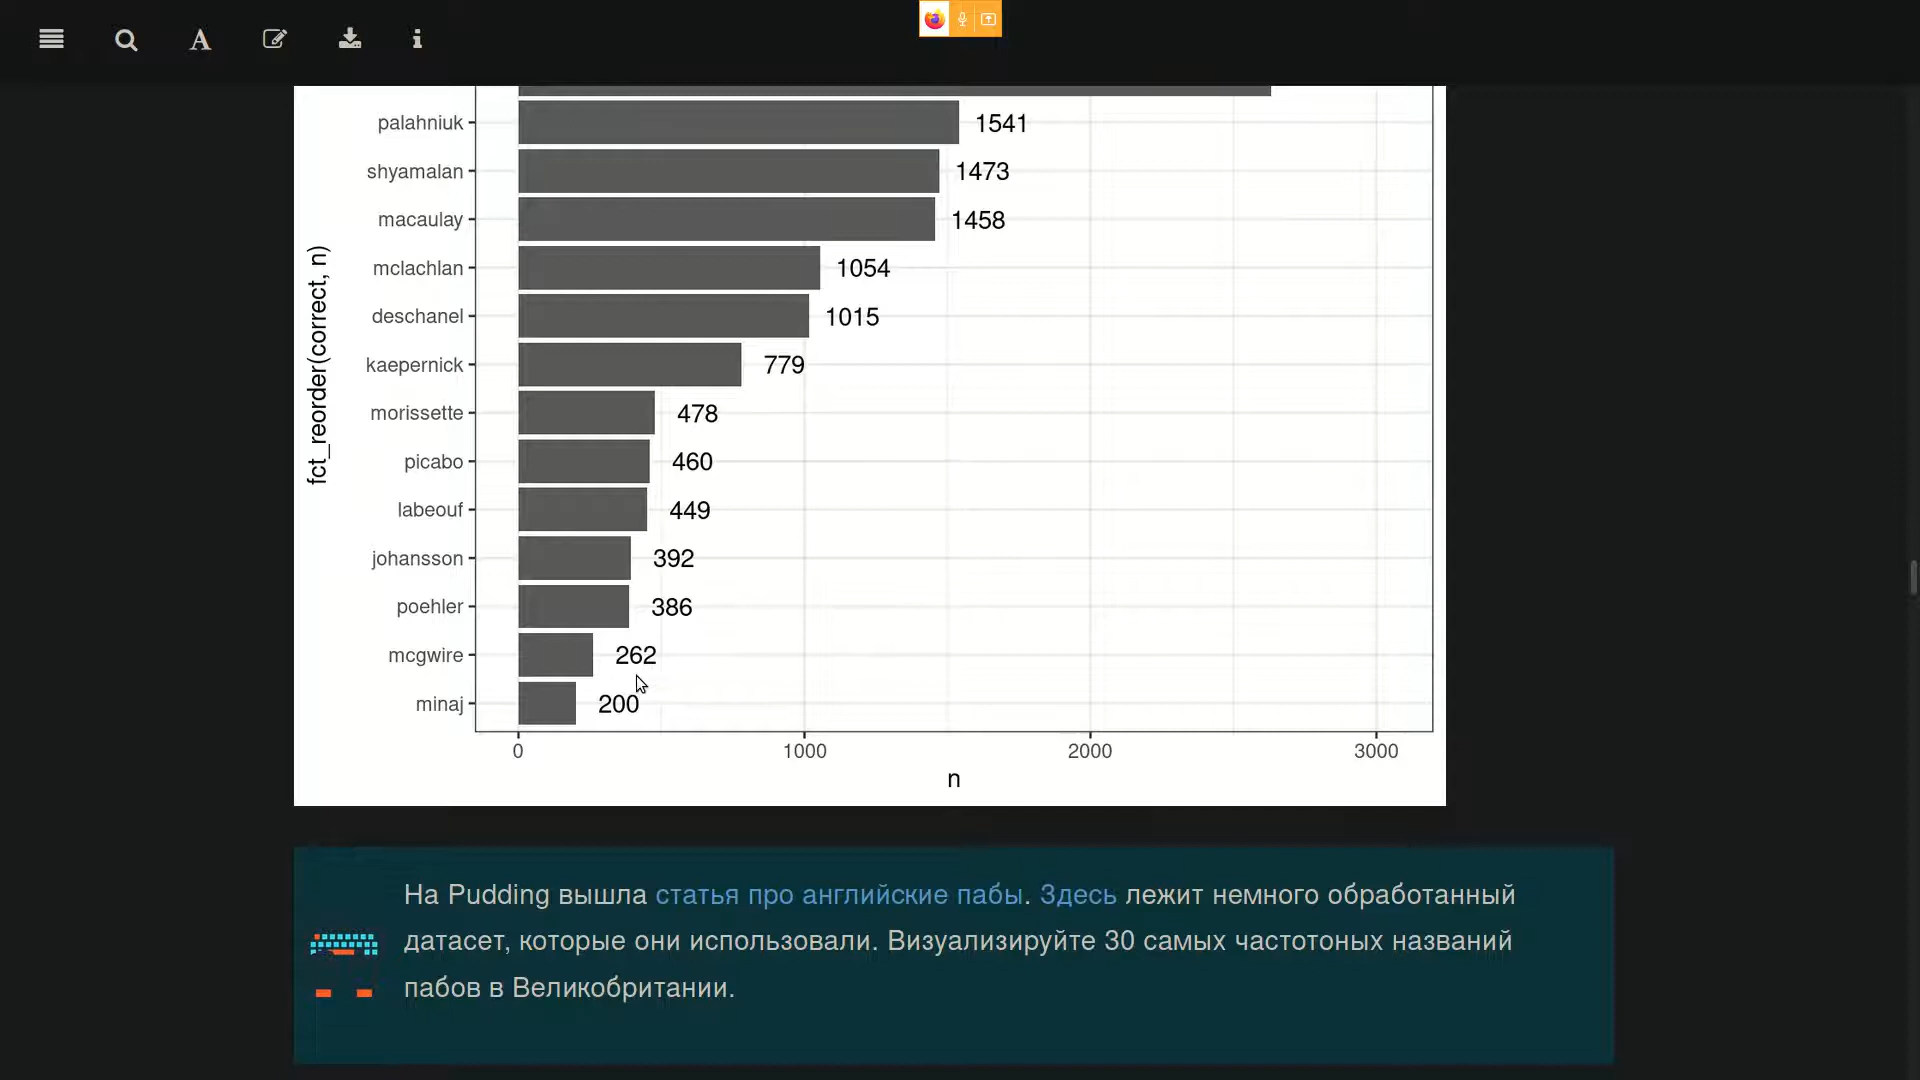 A
palahniuk 1541
shyamalan 1473
macaulay 1458
mclachlan 1054
deschanel 1015
kaepernick 779
morissette 478
picabo 460
labeouf 449
johansson 392
poehler 386
mcgwire 262
minaj 200
fct_reorder(correct, n)
0 1000 2000 3000
n
На Pudding вышла статья про английские пабы. Здесь лежит немного обработанный
датасет, которые они использовали. Визуализируйте 30 самых частотоных названий
пабов в Великобритании.